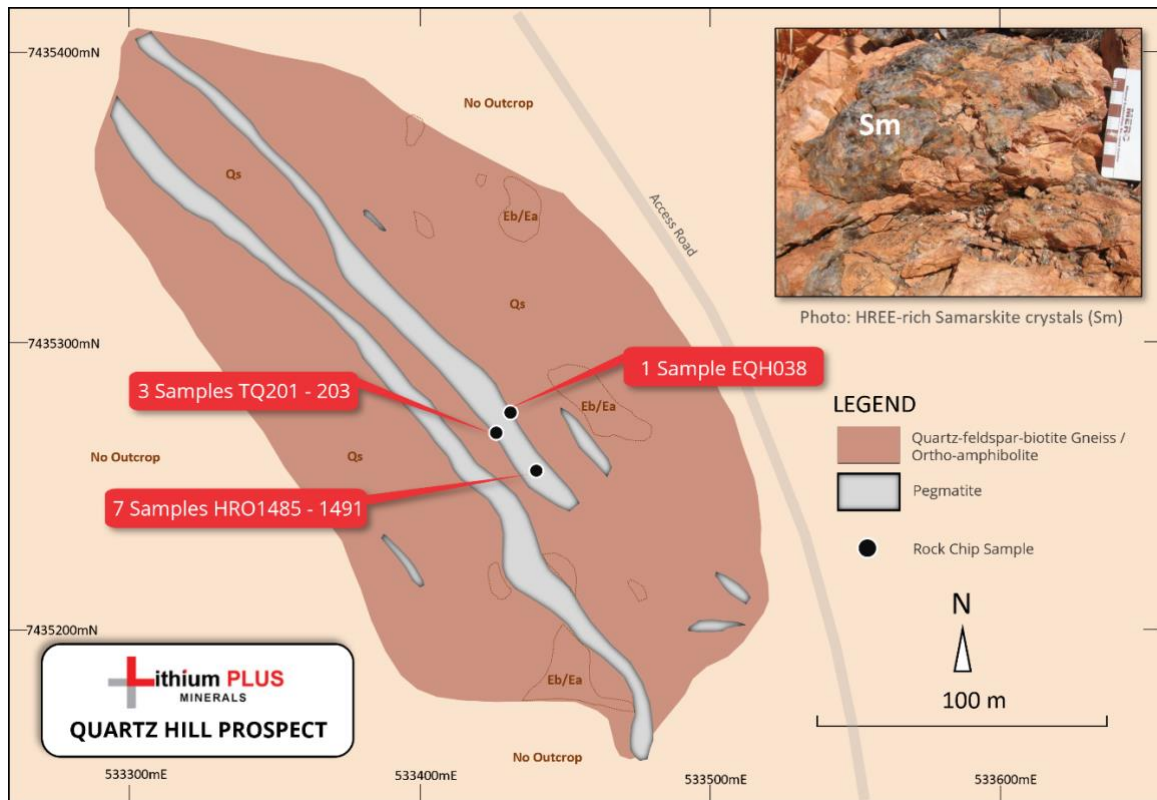 7435400mN
7435300mN
7435200mN
533300mE
533400mE
533500mE
533600mE
No Outcrop
No Outcrop
No Outcrop
Qs
Qs
Qs
Eb/Ea
Eb/Ea
Eb/Ea
Access Road
Sm
Photo: HREE-rich Samarskite crystals (Sm)
1 Sample EQH038
3 Samples TQ201 - 203
7 Samples HRO1485 - 1491
LEGEND
Quartz-feldspar-biotite Gneiss /
Ortho-amphibolite
Pegmatite
Rock Chip Sample
N
100 m
Lithium PLUS
MINERALS
QUARTZ HILL PROSPECT